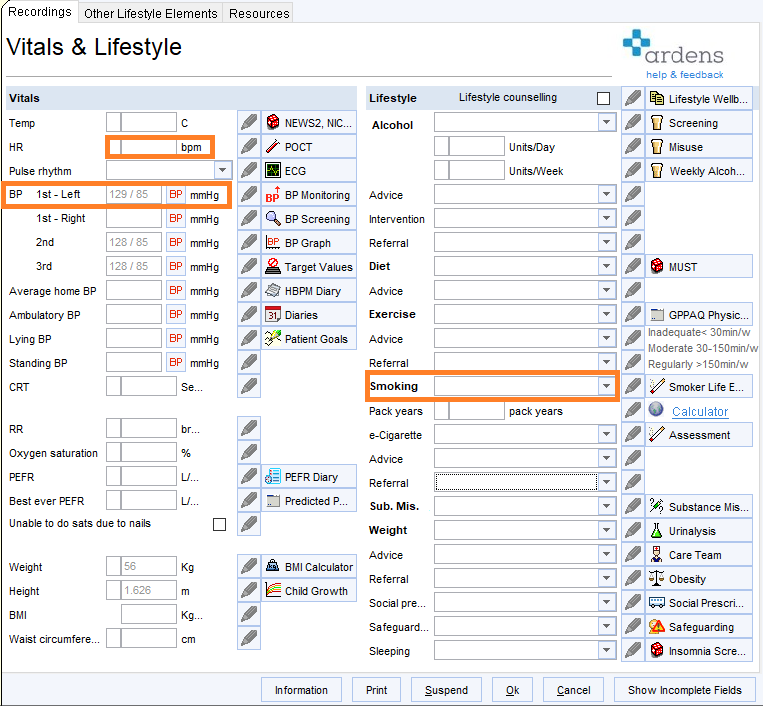 Recordings Other Lifestyle Elements Resources
Vitals & Lifestyle
ardens
help & feedback
Vitals
Temp C NEWS2, NIC...
HR bpm POCT
Pulse rhythm ECG
BP 1st - Left 129 / 85 BP mmHg BP BP Monitoring
1st - Right BP mmHg BP Screening
2nd 128 / 85 BP mmHg BP BP Graph
3rd 128 / 85 BP mmHg Target Values
Average home BP BP mmHg HBPM Diary
Ambulatory BP BP mmHg 31 Diaries
Lying BP BP mmHg Patient Goals
Standing BP BP mmHg
CRT Se...
RR br...
Oxygen saturation %
PEFR L/... PEFR Diary
Best ever PEFR L/... Predicted P...
Unable to do sats due to nails
Weight 56 Kg BMI Calculator
Height 1.626 m Child Growth
BMI Kg...
Waist circumfere... cm
Lifestyle Lifestyle counselling Lifestyle Wellb...
Alcohol Screening
Units/Day Misuse
Units/Week Weekly Alcoh...
Advice
Intervention
Referral
Diet MUST
Advice
Exercise GPPAQ Physic...
Advice Inadequate< 30min/w
Moderate 30-150min/w
Referral Regularly >150min/w
Smoking Smoker Life E...
Pack years pack years Calculator
e-Cigarette Assessment
Advice
Referral
Sub. Mis. Substance Mis...
Weight Urinalysis
Advice Care Team
Referral Obesity
Social pre... Social Prescri...
Safeguard... Safeguarding
Sleeping Insomnia Scre...
Information Print Suspend Ok Cancel Show Incomplete Fields